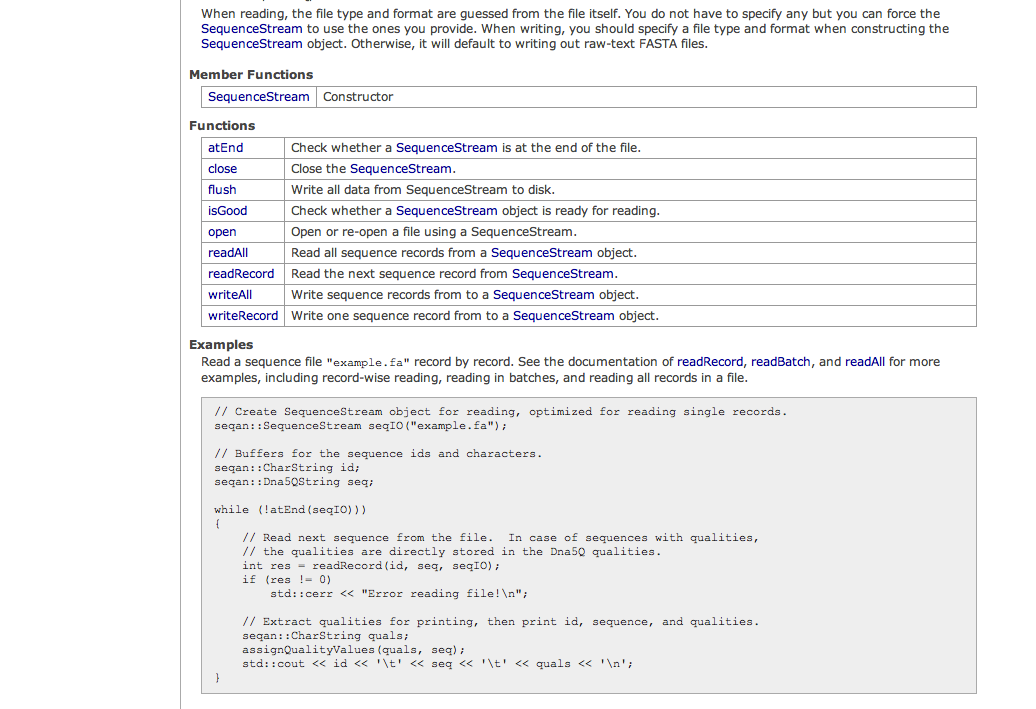 When reading, the file type and format are guessed from the file itself. You do not have to specify any but you can force the
SequenceStream to use the ones you provide. When writing, you should specify a file type and format when constructing the
SequenceStream object. Otherwise, it will default to writing out raw-text FASTA files.
Member Functions
SequenceStream Constructor
Functions
atEnd Check whether a SequenceStream is at the end of the file.
close Close the SequenceStream.
flush Write all data from SequenceStream to disk.
isGood Check whether a SequenceStream object is ready for reading.
open Open or re-open a file using a SequenceStream.
readAll Read all sequence records from a SequenceStream object.
readRecord Read the next sequence record from SequenceStream.
writeAll Write sequence records from to a SequenceStream object.
writeRecord Write one sequence record from to a SequenceStream object.
Examples
Read a sequence file "example.fa" record by record. See the documentation of readRecord, readBatch, and readAll for more
examples, including record-wise reading, reading in batches, and reading all records in a file.
// Create SequenceStream object for reading, optimized for reading single records.
seqan::SequenceStream seqIO("example.fa");
// Buffers for the sequence ids and characters.
seqan::CharString id;
seqan::Dna5QString seq;
while (!atEnd(seqIO)))
{
// Read next sequence from the file.  In case of sequences with qualities,
// the qualities are directly stored in the Dna5Q qualities.
int res = readRecord(id, seq, seqIO);
if (res != 0)
std::cerr << "Error reading file!\n";
// Extract qualities for printing, then print id, sequence, and qualities.
seqan::CharString quals;
assignQualityValues(quals, seq);
std::cout << id << '\t' << seq << '\t' << quals << '\n';
}